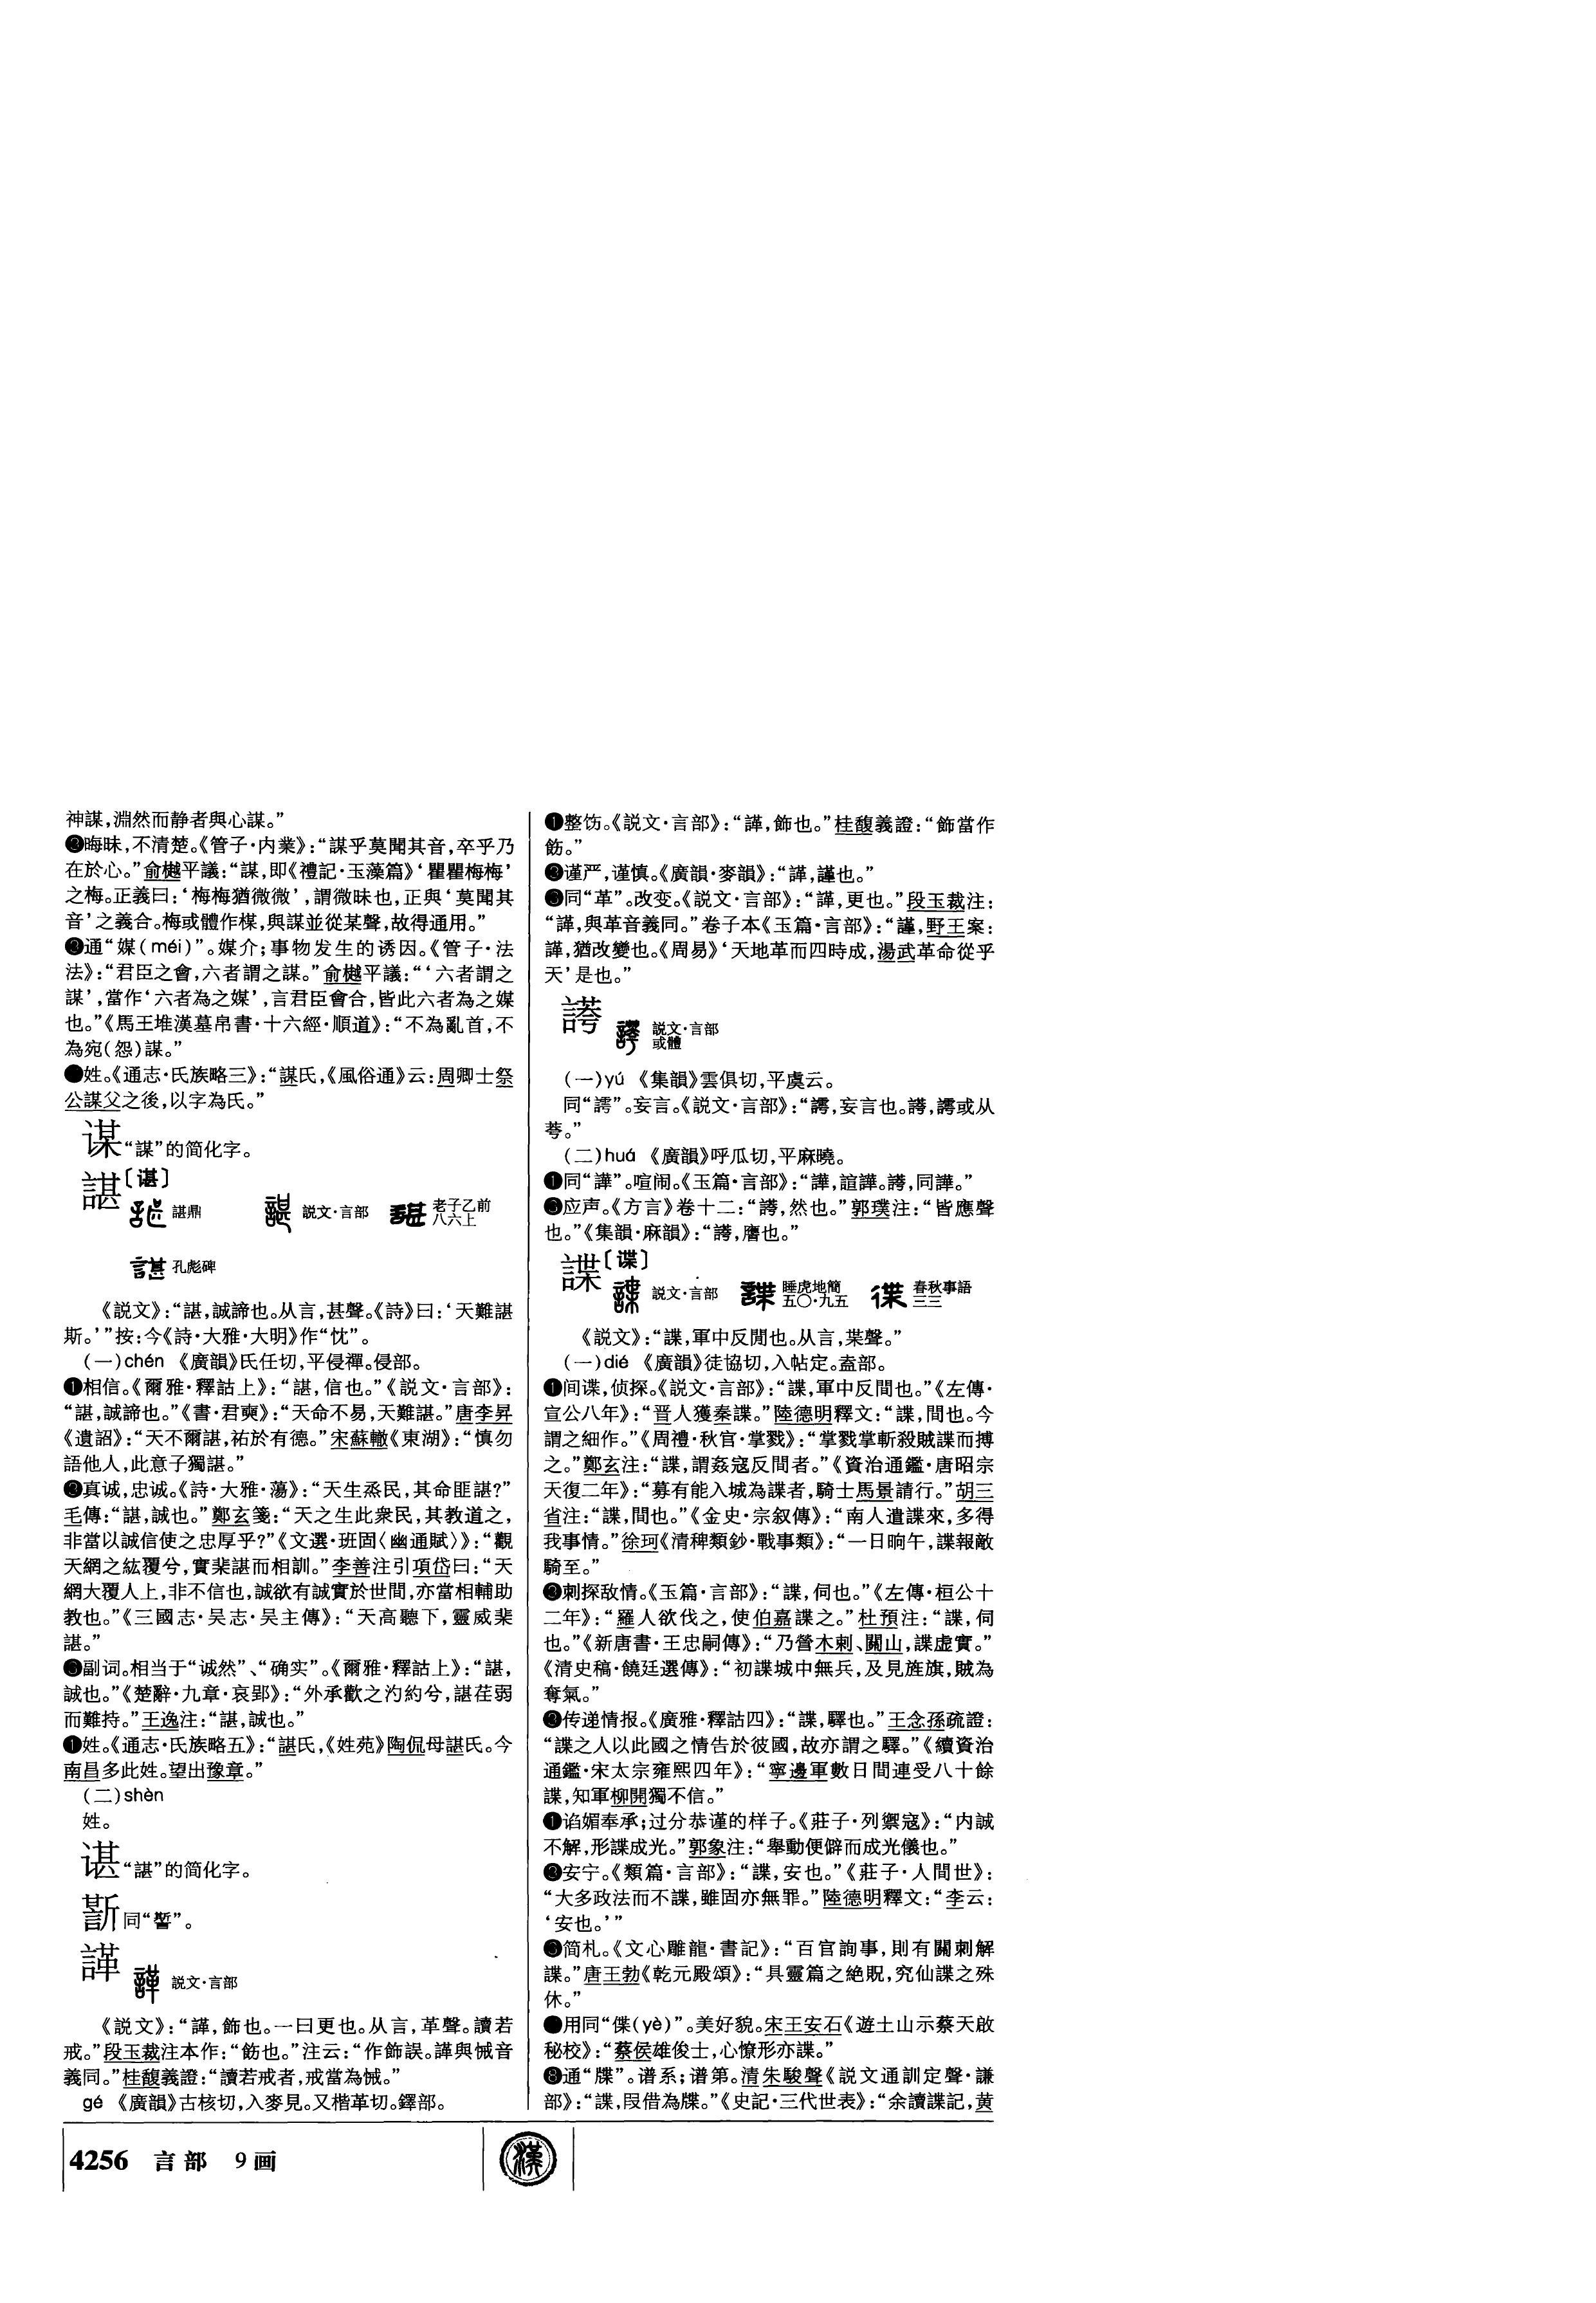 神謀，淵然而静者與心謀。”
❷晦昧，不清楚。《管子·内業》：“謀乎莫聞其音，卒乎乃
在於心。”俞樾平議：“謀，即《禮記·玉藻篇》‘瞿瞿梅梅’
之梅。正義曰：‘梅梅猶微微’，謂微昧也，正與‘莫聞其
音’之義合。梅或體作楳，與謀並從某聲，故得通用。”
❸通“媒(méi)”。媒介；事物发生的诱因。《管子·法
法》：“君臣之會，六者謂之謀。”俞樾平議：“‘六者謂之
謀’，當作‘六者為之媒’，言君臣會合，皆此六者為之媒
也。”《馬王堆漢墓帛書·十六經·順道》：“不為亂首，不
為宛(怨)謀。”
●姓。《通志·氏族略三》：“謀氏，《風俗通》云：周卿士祭
公謀父之後，以字為氏。”
谋“謀”的简化字。
諶〔谌〕
諶鼎 説文·言部 老子乙前八六上
孔彪碑
《説文》：“諶，誠諦也。从言，甚聲。《詩》曰：‘天難諶
斯。’”按：今《詩·大雅·大明》作“忱”。
(一)chén 《廣韻》氏任切，平侵禪。侵部。
❶相信。《爾雅·釋詁上》：“諶，信也。”《説文·言部》：
“諶，誠諦也。”《書·君奭》：“天命不易，天難諶。”唐李昪
《遺詔》：“天不爾諶，祐於有德。”宋蘇轍《東湖》：“慎勿
語他人，此意子獨諶。”
❷真诚，忠诚。《詩·大雅·蕩》：“天生烝民，其命匪諶?”
毛傳：“諶，誠也。”鄭玄箋：“天之生此衆民，其教道之，
非當以誠信使之忠厚乎?”《文選·班固〈幽通賦〉》：“觀
天網之紘覆兮，實棐諶而相訓。”李善注引項岱曰：“天
網大覆人上，非不信也，誠欲有誠實於世間，亦當相輔助
教也。”《三國志·吴志·吴主傳》：“天高聽下，靈威棐
諶。”
❸副词。相当于“诚然”、“确实”。《爾雅·釋詁上》：“諶，
誠也。”《楚辭·九章·哀郢》：“外承歡之汋約兮，諶荏弱
而難持。”王逸注：“諶，誠也。”
❶姓。《通志·氏族略五》：“諶氏，《姓苑》陶侃母諶氏。今
南昌多此姓。望出豫章。”
(二)shèn
姓。
谌“諶”的简化字。
䜂同“誓”。
諽
説文·言部
《説文》：“諽，飾也。一曰更也。从言，革聲。讀若
戒。”段玉裁注本作：“飭也。”注云：“作飾誤。諽與悈音
義同。”桂馥義證：“讀若戒者，戒當為悈。”
gé 《廣韻》古核切，入麥見。又楷革切。鐸部。
❶整饬。《説文·言部》：“諽，飾也。”桂馥義證：“飾當作
飭。”
❷谨严，谨慎。《廣韻·麥韻》：“諽，謹也。”
❸同“革”。改变。《説文·言部》：“諽，更也。”段玉裁注：
“諽，與革音義同。”卷子本《玉篇·言部》：“諽，野王案：
諽，猶改變也。《周易》‘天地革而四時成，湯武革命從乎
天’是也。”
䛻
説文·言部或體
(一)yú 《集韻》雲俱切，平虞云。
同“諤”。妄言。《説文·言部》：“䛻，妄言也。䛻，諤或从
荂。”
(二)huá 《廣韻》呼瓜切，平麻曉。
❶同“譁”。喧闹。《玉篇·言部》：“譁，諠譁。䛻，同譁。”
❷应声。《方言》卷十二：“䛻，然也。”郭璞注：“皆應聲
也。”《集韻·麻韻》：“䛻，譍也。”
諜〔谍〕
説文·言部 睡虎地簡五〇·九五 春秋事語三三
《説文》：“諜，軍中反閒也。从言，枼聲。”
(一)dié 《廣韻》徒協切，入帖定。盍部。
❶间谍，侦探。《説文·言部》：“諜，軍中反間也。”《左傳·
宣公八年》：“晋人獲秦諜。”陸德明釋文：“諜，間也。今
謂之細作。”《周禮·秋官·掌戮》：“掌戮掌斬殺賊諜而搏
之。”鄭玄注：“諜，謂姦寇反間者。”《資治通鑑·唐昭宗
天復二年》：“募有能入城為諜者，騎士馬景請行。”胡三
省注：“諜，間也。”《金史·宗叙傳》：“南人遣諜來，多得
我事情。”徐珂《清稗類鈔·戰事類》：“一日晌午，諜報敵
騎至。”
❷刺探敌情。《玉篇·言部》：“諜，伺也。”《左傳·桓公十
二年》：“羅人欲伐之，使伯嘉諜之。”杜預注：“諜，伺
也。”《新唐書·王忠嗣傳》：“乃營木剌、蘭山，諜虚實。”
《清史稿·饒廷選傳》：“初諜城中無兵，及見旌旗，賊為
奪氣。”
❸传递情报。《廣雅·釋詁四》：“諜，驛也。”王念孫疏證：
“諜之人以此國之情告於彼國，故亦謂之驛。”《續資治
通鑑·宋太宗雍熙四年》：“寧邊軍數日間連受八十餘
諜，知軍柳開獨不信。”
❶谄媚奉承；过分恭谨的样子。《莊子·列禦寇》：“内誠
不解，形諜成光。”郭象注：“舉動便僻而成光儀也。”
❷安宁。《類篇·言部》：“諜，安也。”《莊子·人間世》：
“大多政法而不諜，雖固亦無罪。”陸德明釋文：“李云：
‘安也。’”
❸简札。《文心雕龍·書記》：“百官詢事，則有關刺解
諜。”唐王勃《乾元殿頌》：“具靈篇之絶貺，究仙諜之殊
休。”
●用同“偞(yè)”。美好貌。宋王安石《遊土山示蔡天啟
秘校》：“蔡侯雄俊士，心憭形亦諜。”
❽通“牒”。谱系；谱第。清朱駿聲《説文通訓定聲·謙
部》：“諜，叚借為牒。”《史記·三代世表》：“余讀諜記，黄
4256 言部 9画
漢